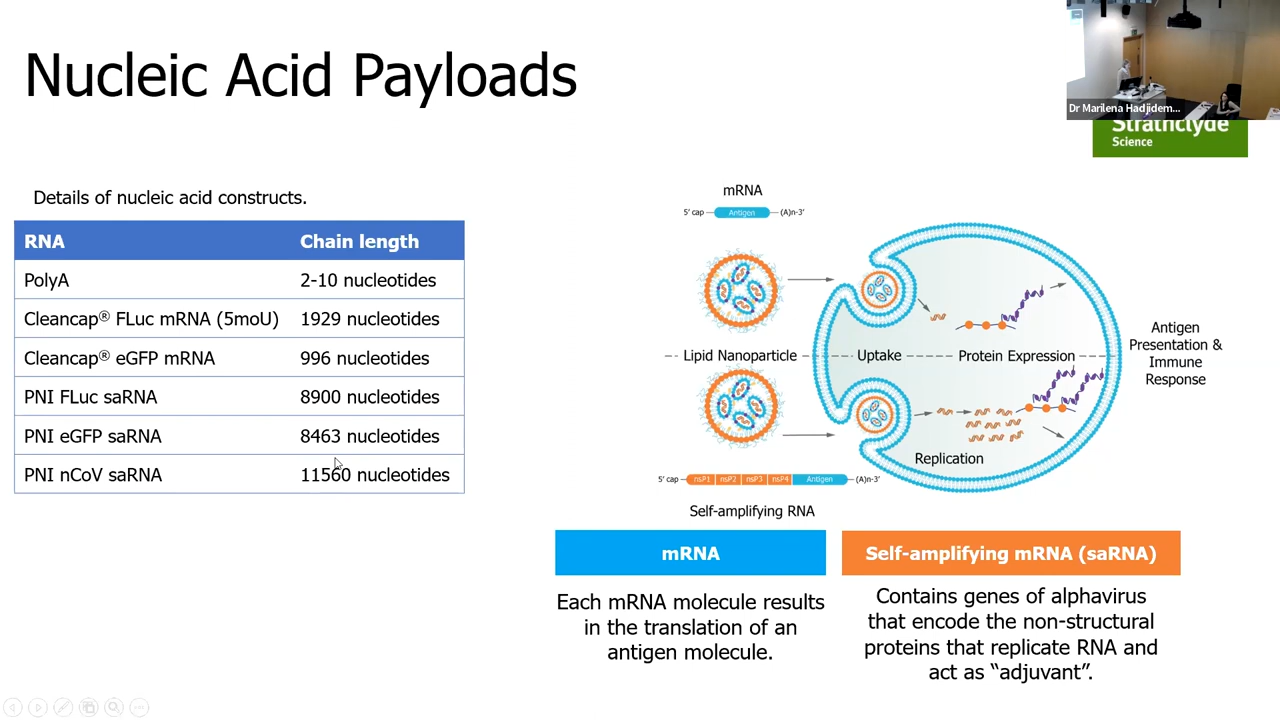 Nucleic Acid Payloads
Dr Marilena Hadjidem...
Strathclyde
Science
Details of nucleic acid constructs.
RNA Chain length
PolyA 2-10 nucleotides
Cleancap® FLuc mRNA (5moU) 1929 nucleotides
Cleancap® eGFP mRNA 996 nucleotides
PNI FLuc saRNA 8900 nucleotides
PNI eGFP saRNA 8463 nucleotides
PNI nCoV saRNA 11560 nucleotides
mRNA
5' cap Antigen (A)n-3'
Lipid Nanoparticle Uptake Protein Expression
Antigen
Presentation &
Immune
Response
Replication
5' cap nsP1 nsP2 nsP3 nsP4 Antigen (A)n-3'
Self-amplifying RNA
mRNA
Each mRNA molecule results
in the translation of an
antigen molecule.
Self-amplifying mRNA (saRNA)
Contains genes of alphavirus
that encode the non-structural
proteins that replicate RNA and
act as “adjuvant”.